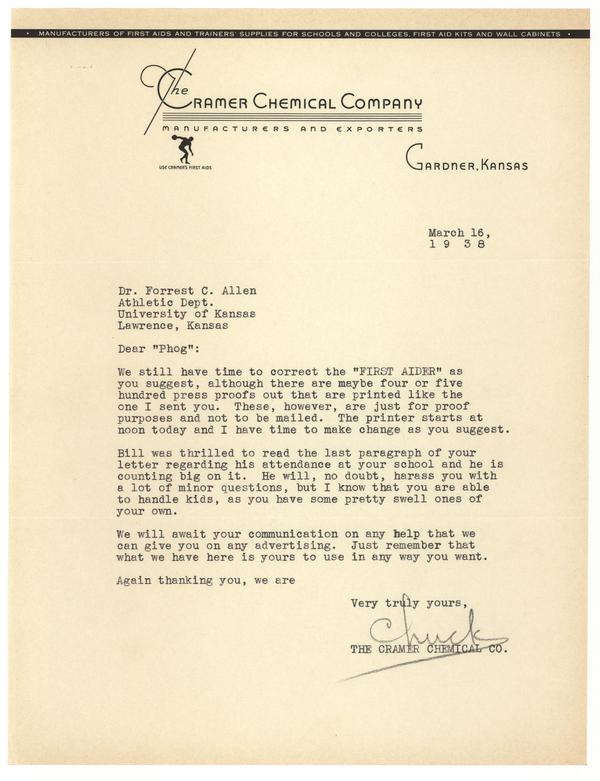 • MANUFACTURERS OF FIRST AIDS AND TRAINERS' SUPPLIES FOR SCHOOLS AND COLLEGES, FIRST AID KITS AND WALL CABINETS •
The
CRAMER CHEMICAL COMPANY
MANUFACTURERS AND EXPORTERS
USE CRAMER'S FIRST AIDS
GARDNER, KANSAS
March 16,
1 9 3 8
Dr. Forrest C. Allen
Athletic Dept.
University of Kansas
Lawrence, Kansas
Dear "Phog":
We still have time to correct the "FIRST AIDER" as
you suggest, although there are maybe four or five
hundred press proofs out that are printed like the
one I sent you. These, however, are just for proof
purposes and not to be mailed. The printer starts at
noon today and I have time to make change as you suggest.
Bill was thrilled to read the last paragraph of your
letter regarding his attendance at your school and he is
counting big on it. He will, no doubt, harass you with
a lot of minor questions, but I know that you are able
to handle kids, as you have some pretty swell ones of
your own.
We will await your communication on any help that we
can give you on any advertising. Just remember that
what we have here is yours to use in any way you want.
Again thanking you, we are
Very truly yours,
Chuck
THE CRAMER CHEMICAL CO.